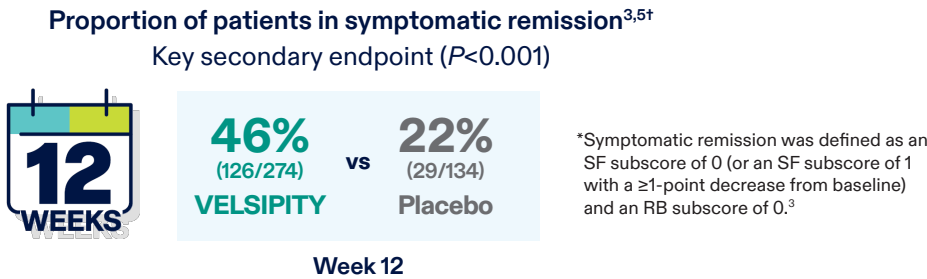 Proportion of patients in symptomatic remission3,5†
Key secondary endpoint (P<0.001)
12
WEEKS
46%
(126/274)
VELSIPITY
vs
22%
(29/134)
Placebo
Week 12
*Symptomatic remission was defined as an
SF subscore of 0 (or an SF subscore of 1
with a ≥1-point decrease from baseline)
and an RB subscore of 0.3